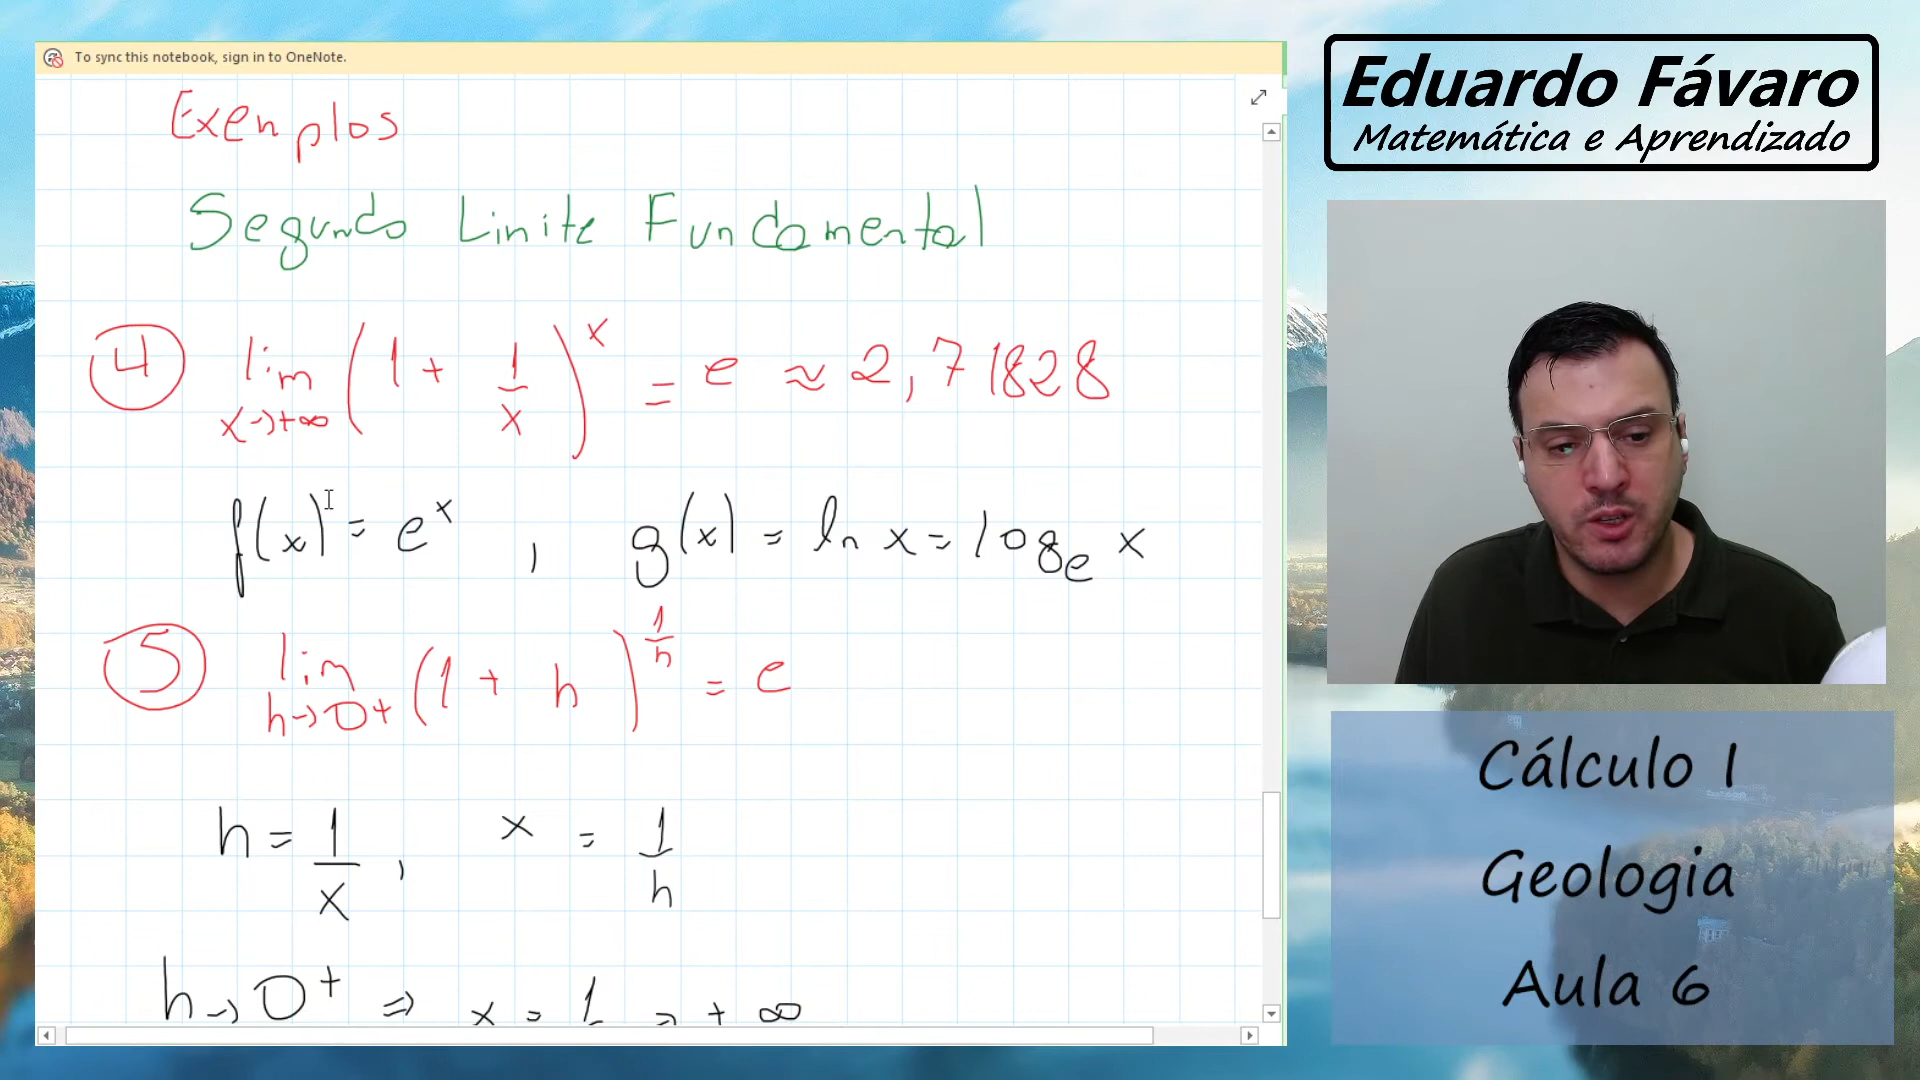 To sync this notebook, sign in to OneNote.
Exemplos
Segundo Limite Fundamental
4 lim x→+∞ (1 + 1/x)^x = e ≈ 2,71828
f(x) = e^x , g(x) = ln x = log_e x
5 lim h→0+ (1 + h)^(1/h) = e
h = 1/x , x = 1/h
h→0+ ⇒ x = 1 → +∞
Eduardo Fávaro
Matemática e Aprendizado
Cálculo I
Geologia
Aula 6